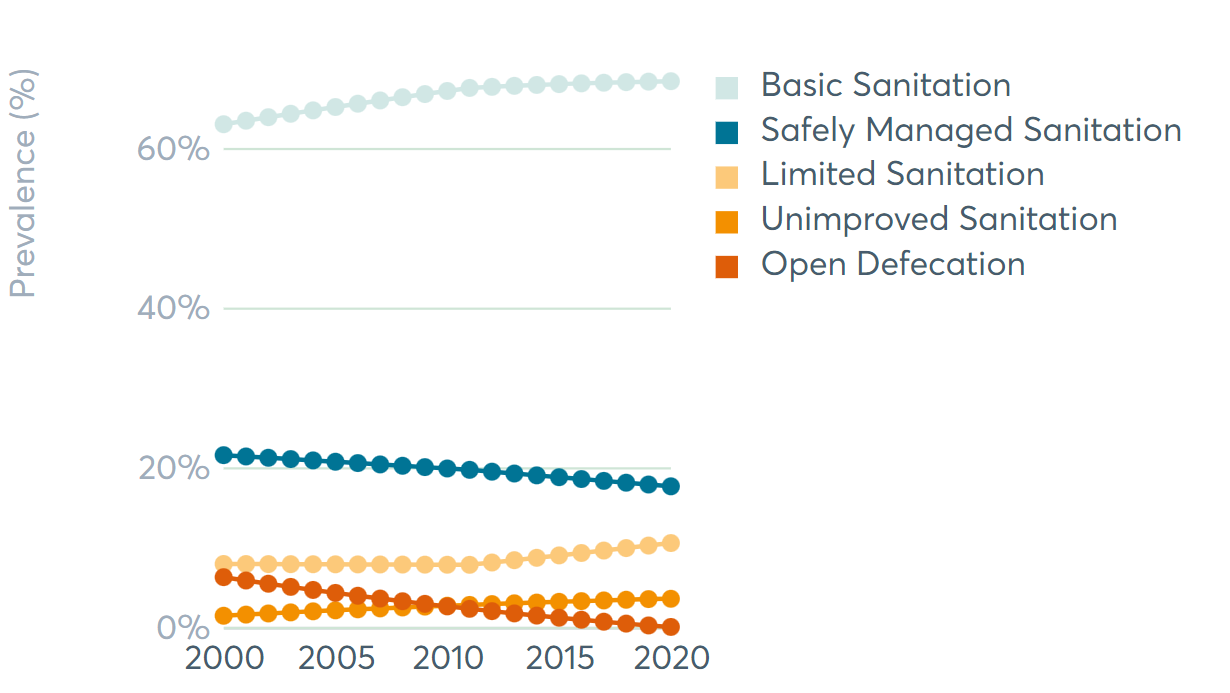 Prevalence (%)
60%
40%
20%
0%
2000 2005 2010 2015 2020
Basic Sanitation
Safely Managed Sanitation
Limited Sanitation
Unimproved Sanitation
Open Defecation